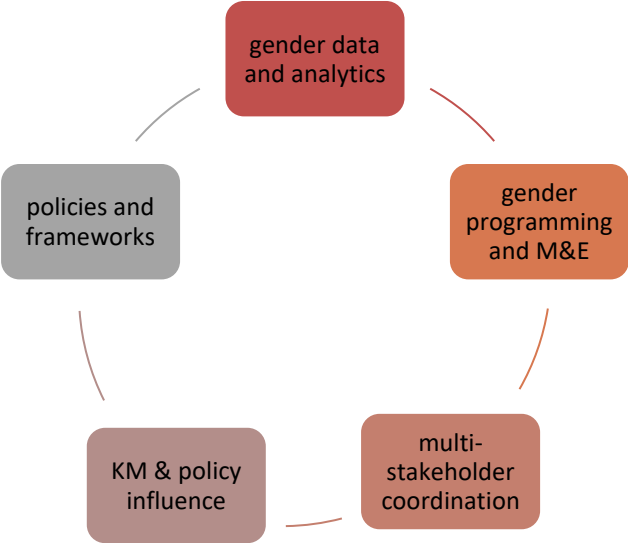 gender data
and analytics
gender
programming
and M&E
multi-
stakeholder
coordination
KM & policy
influence
policies and
frameworks